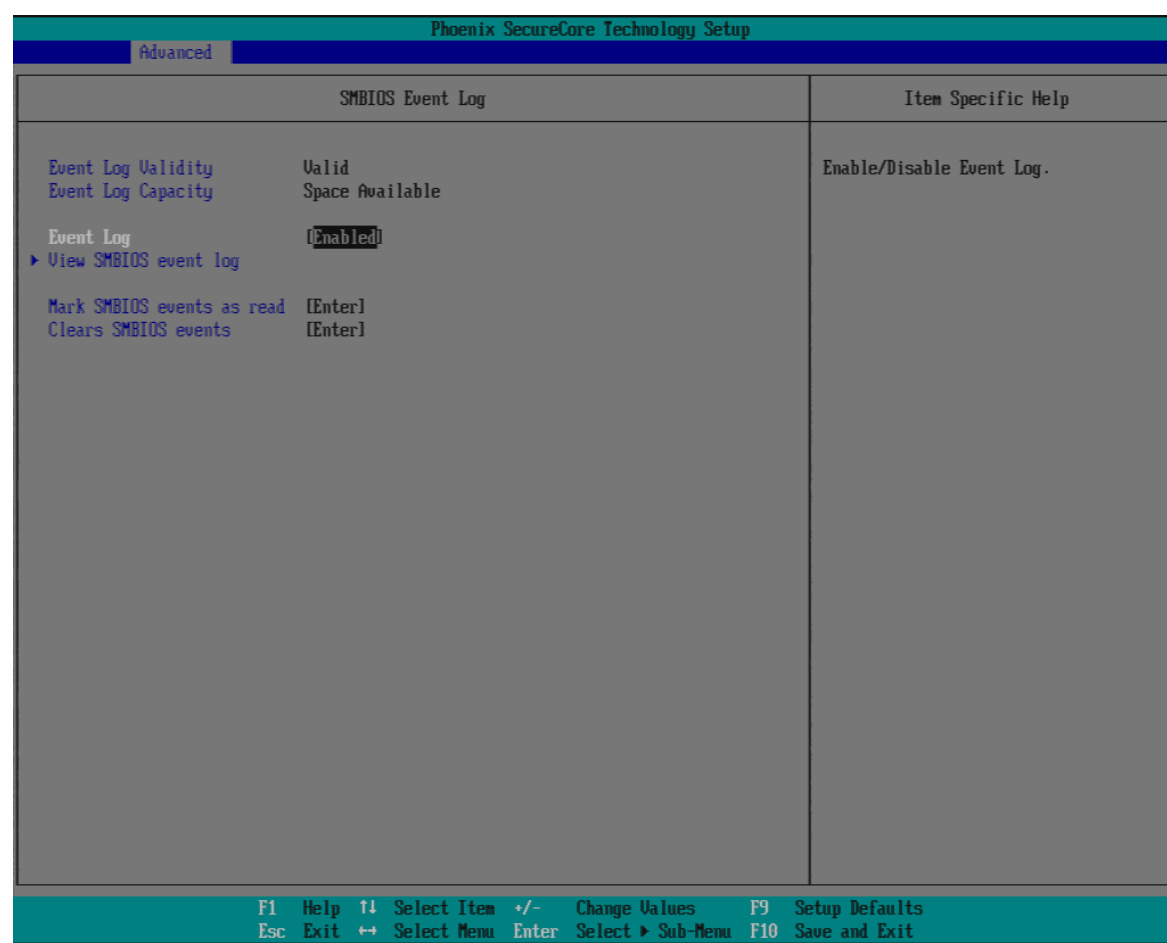 Phoenix SecureCore Technology Setup
Advanced
SMBIOS Event Log
Item Specific Help
Event Log Validity Valid
Event Log Capacity Space Available
Event Log [Enabled]
▶ View SMBIOS event log
Mark SMBIOS events as read [Enter]
Clears SMBIOS events [Enter]
Enable/Disable Event Log.
F1 Help ↑↓ Select Item +/- Change Values F9 Setup Defaults
Esc Exit ↔ Select Menu Enter Select ▶ Sub-Menu F10 Save and Exit